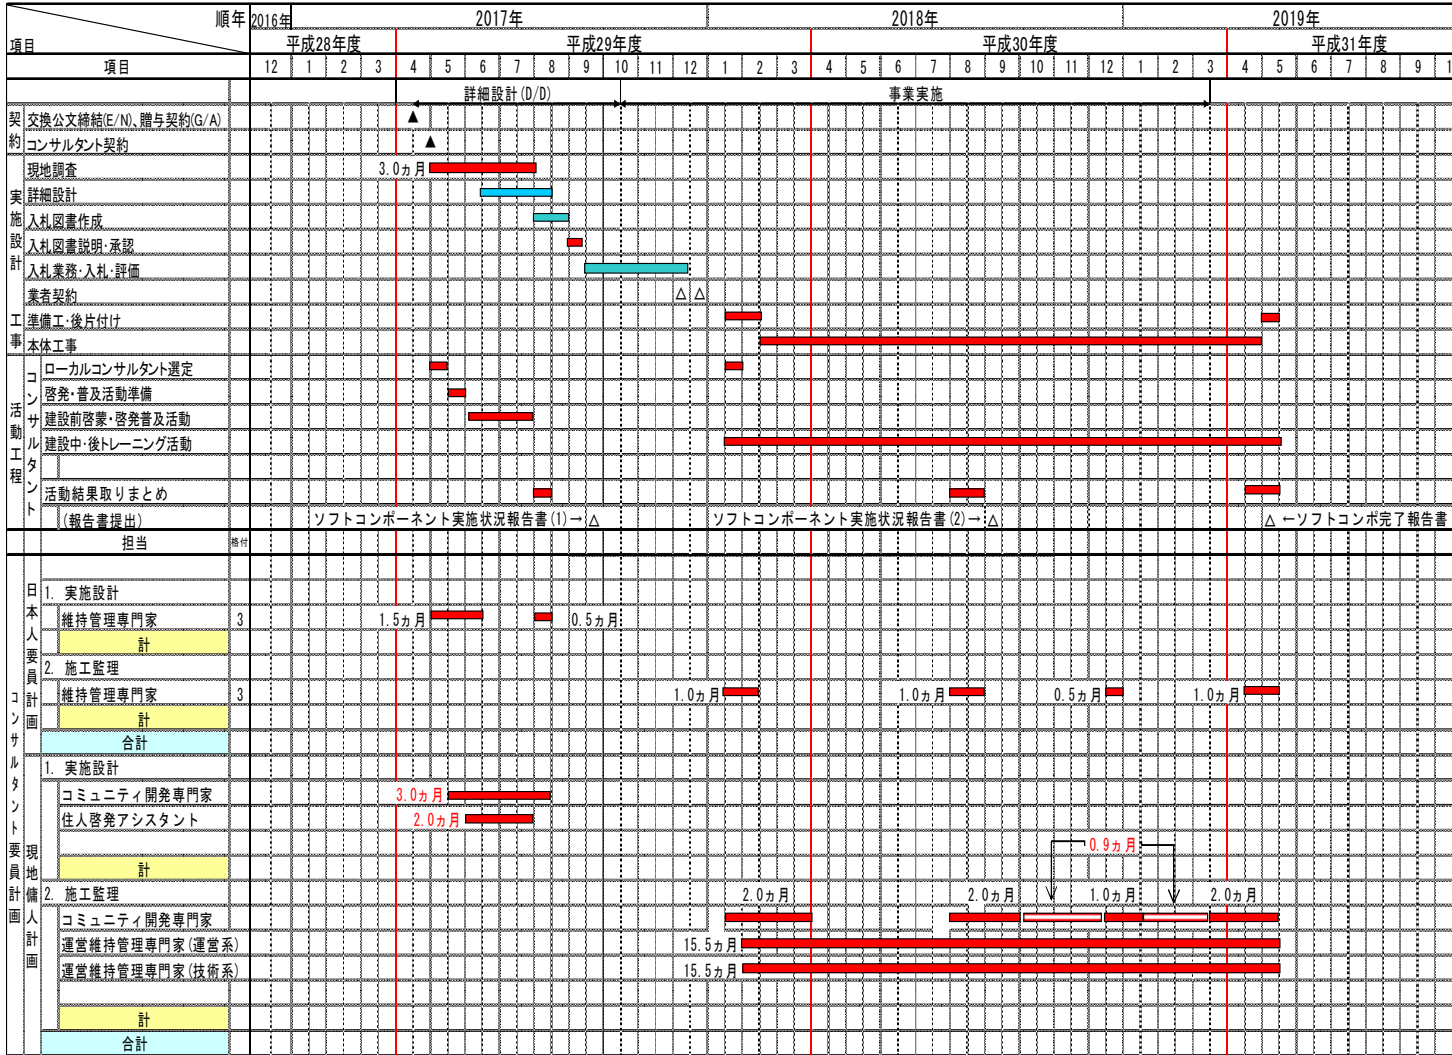 順年 2016年 2017年 2018年 2019年
項目 平成28年度 平成29年度 平成30年度 平成31年度
項目 12 1 2 3 4 5 6 7 8 9 10 11 12 1 2 3 4 5 6 7 8 9 10 11 12 1 2 3 4 5 6 7 8 9 1
詳細設計(D/D) 事業実施
契約
交換公文締結(E/N)、贈与契約(G/A) ▲
コンサルタント契約 ▲
実施設計
現地調査 3.0ヵ月
詳細設計
入札図書作成
入札図書説明・承認
入札業務・入札・評価
業者契約 △ △
工事
準備工・後片付け
本体工事
活動工程
コンサルタント
ローカルコンサルタント選定
啓発・普及活動準備
建設前啓蒙・啓発普及活動
建設中・後トレーニング活動
活動結果取りまとめ
(報告書提出) ソフトコンポーネント実施状況報告書(1)→ △ ソフトコンポーネント実施状況報告書(2)→ △ △ ←ソフトコンポ完了報告書
担当 格付
コンサルタント要員計画
日本人要員計画
1. 実施設計
維持管理専門家 3 1.5ヵ月 0.5ヵ月
計
2. 施工監理
維持管理専門家 3 1.0ヵ月 1.0ヵ月 0.5ヵ月 1.0ヵ月
計
合計
現地傭人計画
1. 実施設計
コミュニティ開発専門家 3.0ヵ月
住人啓発アシスタント 2.0ヵ月
0.9ヵ月
計
2. 施工監理 2.0ヵ月 2.0ヵ月 1.0ヵ月 2.0ヵ月
コミュニティ開発専門家
運営維持管理専門家(運営系) 15.5ヵ月
運営維持管理専門家(技術系) 15.5ヵ月
計
合計